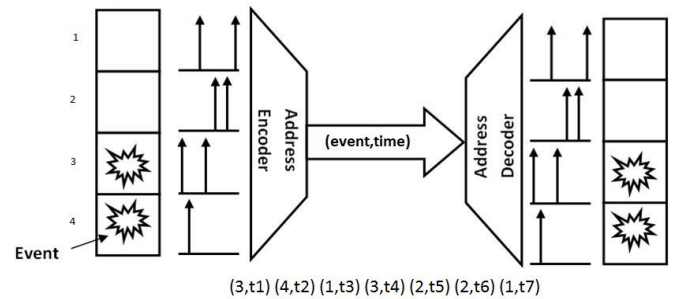 1
2
3
4
Event
Address
Encoder
(event,time)
Address
Decoder
(3,t1) (4,t2) (1,t3) (3,t4) (2,t5) (2,t6) (1,t7)